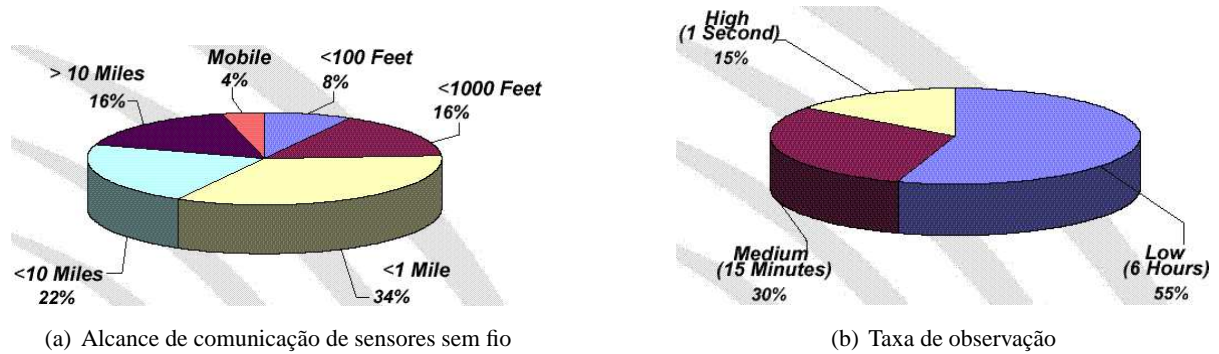 Mobile
4%
<100 Feet
8%
> 10 Miles
16%
<1000 Feet
16%
<10 Miles
22%
<1 Mile
34%
(a) Alcance de comunicação de sensores sem fio
High
(1 Second)
15%
Medium
(15 Minutes)
30%
Low
(6 Hours)
55%
(b) Taxa de observação